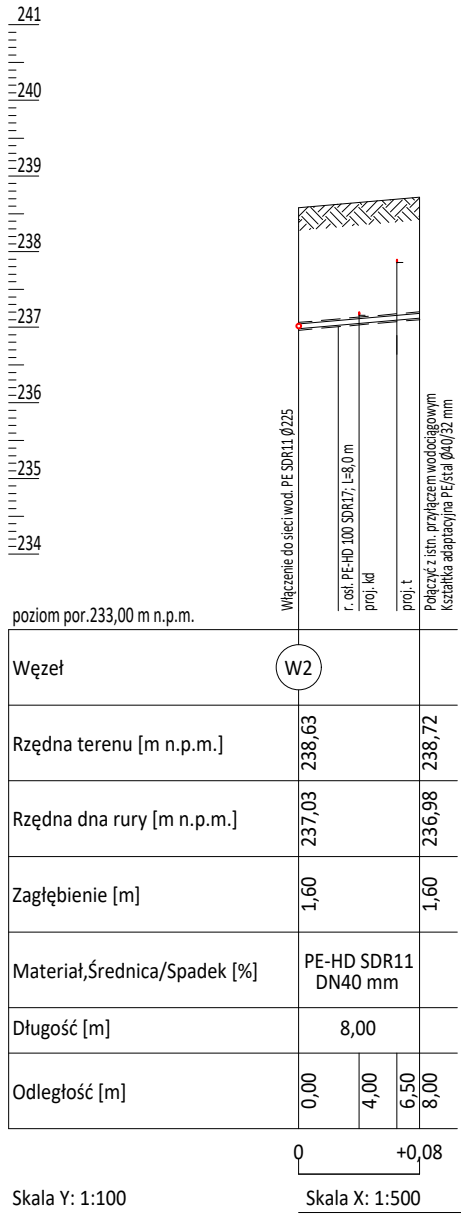 241
240
239
238
237
236
235
234
Włączenie do sieci wod. PE SDR11 Ø225
r. osł. PE-HD 100 SDR17; L=8,0 m
proj. kd
proj. t
Połączyć z istn. przyłączem wodociągowym
Kształtka adaptacyjna PE/stal Ø40/32 mm
poziom por.233,00 m n.p.m.
Węzeł
W2
Rzędna terenu [m n.p.m.]
238,63
238,72
Rzędna dna rury [m n.p.m.]
237,03
236,98
Zagłębienie [m]
1,60
1,60
Materiał,Średnica/Spadek [%]
PE-HD SDR11
DN40 mm
Długość [m]
8,00
Odległość [m]
0,00
4,00
6,50
8,00
0
+0,08
Skala Y: 1:100
Skala X: 1:500